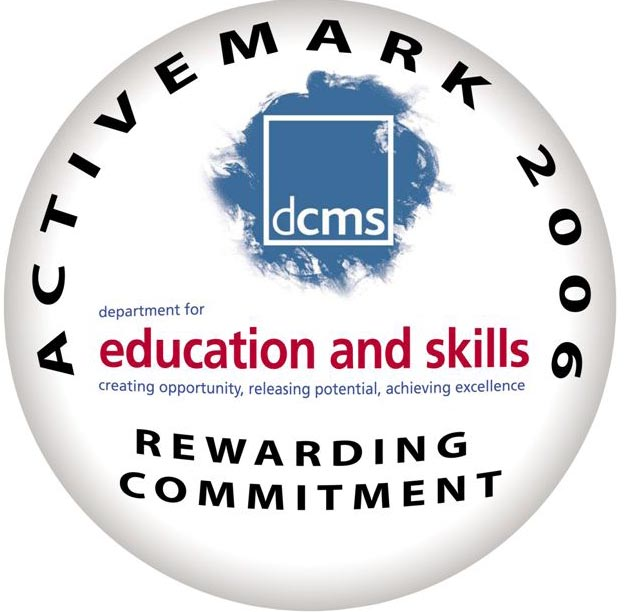 ACTIVEMARK 2006
dcms
department for
education and skills
creating opportunity, releasing potential, achieving excellence
REWARDING
COMMITMENT